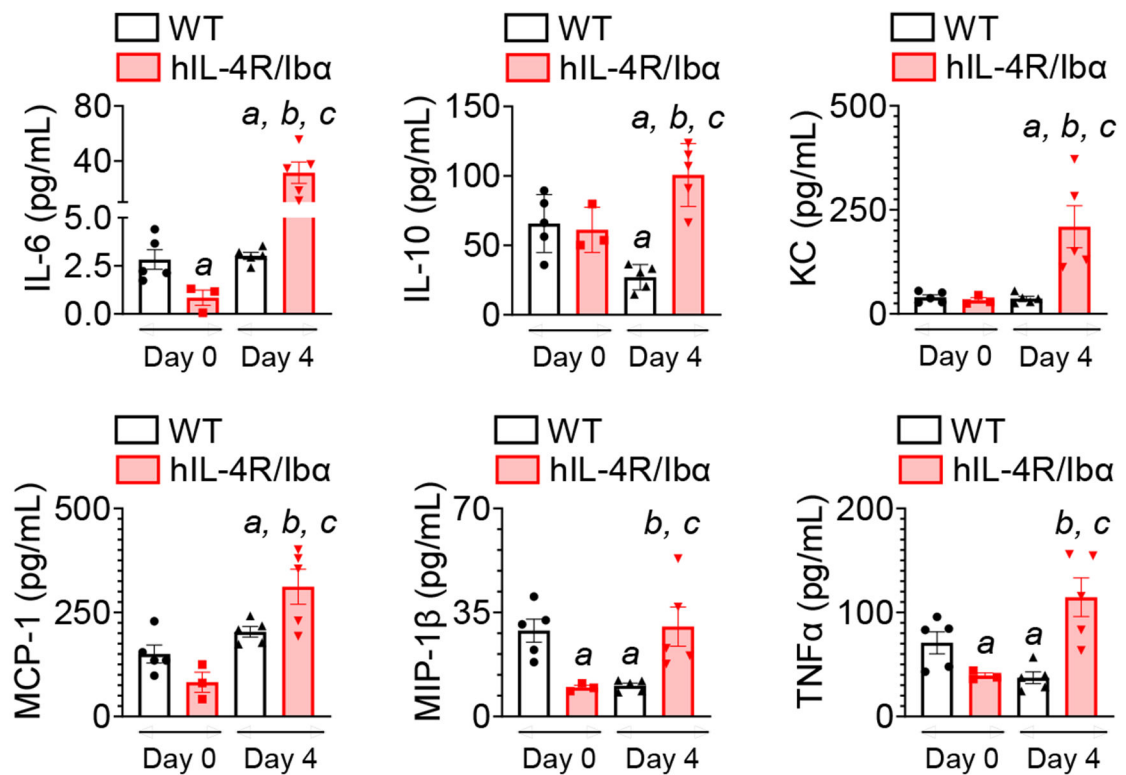 WT
hIL-4R/Ibα
IL-6 (pg/mL)
80
40
5.0
2.5
0.0
a
a, b, c
Day 0
Day 4
WT
hIL-4R/Ibα
IL-10 (pg/mL)
150
100
50
0
a
a, b, c
Day 0
Day 4
WT
hIL-4R/Ibα
KC (pg/mL)
500
250
0
a, b, c
Day 0
Day 4
WT
hIL-4R/Ibα
MCP-1 (pg/mL)
500
250
0
a, b, c
Day 0
Day 4
WT
hIL-4R/Ibα
MIP-1β (pg/mL)
70
35
0
a
a
b, c
Day 0
Day 4
WT
hIL-4R/Ibα
TNFα (pg/mL)
200
100
0
a
a
b, c
Day 0
Day 4